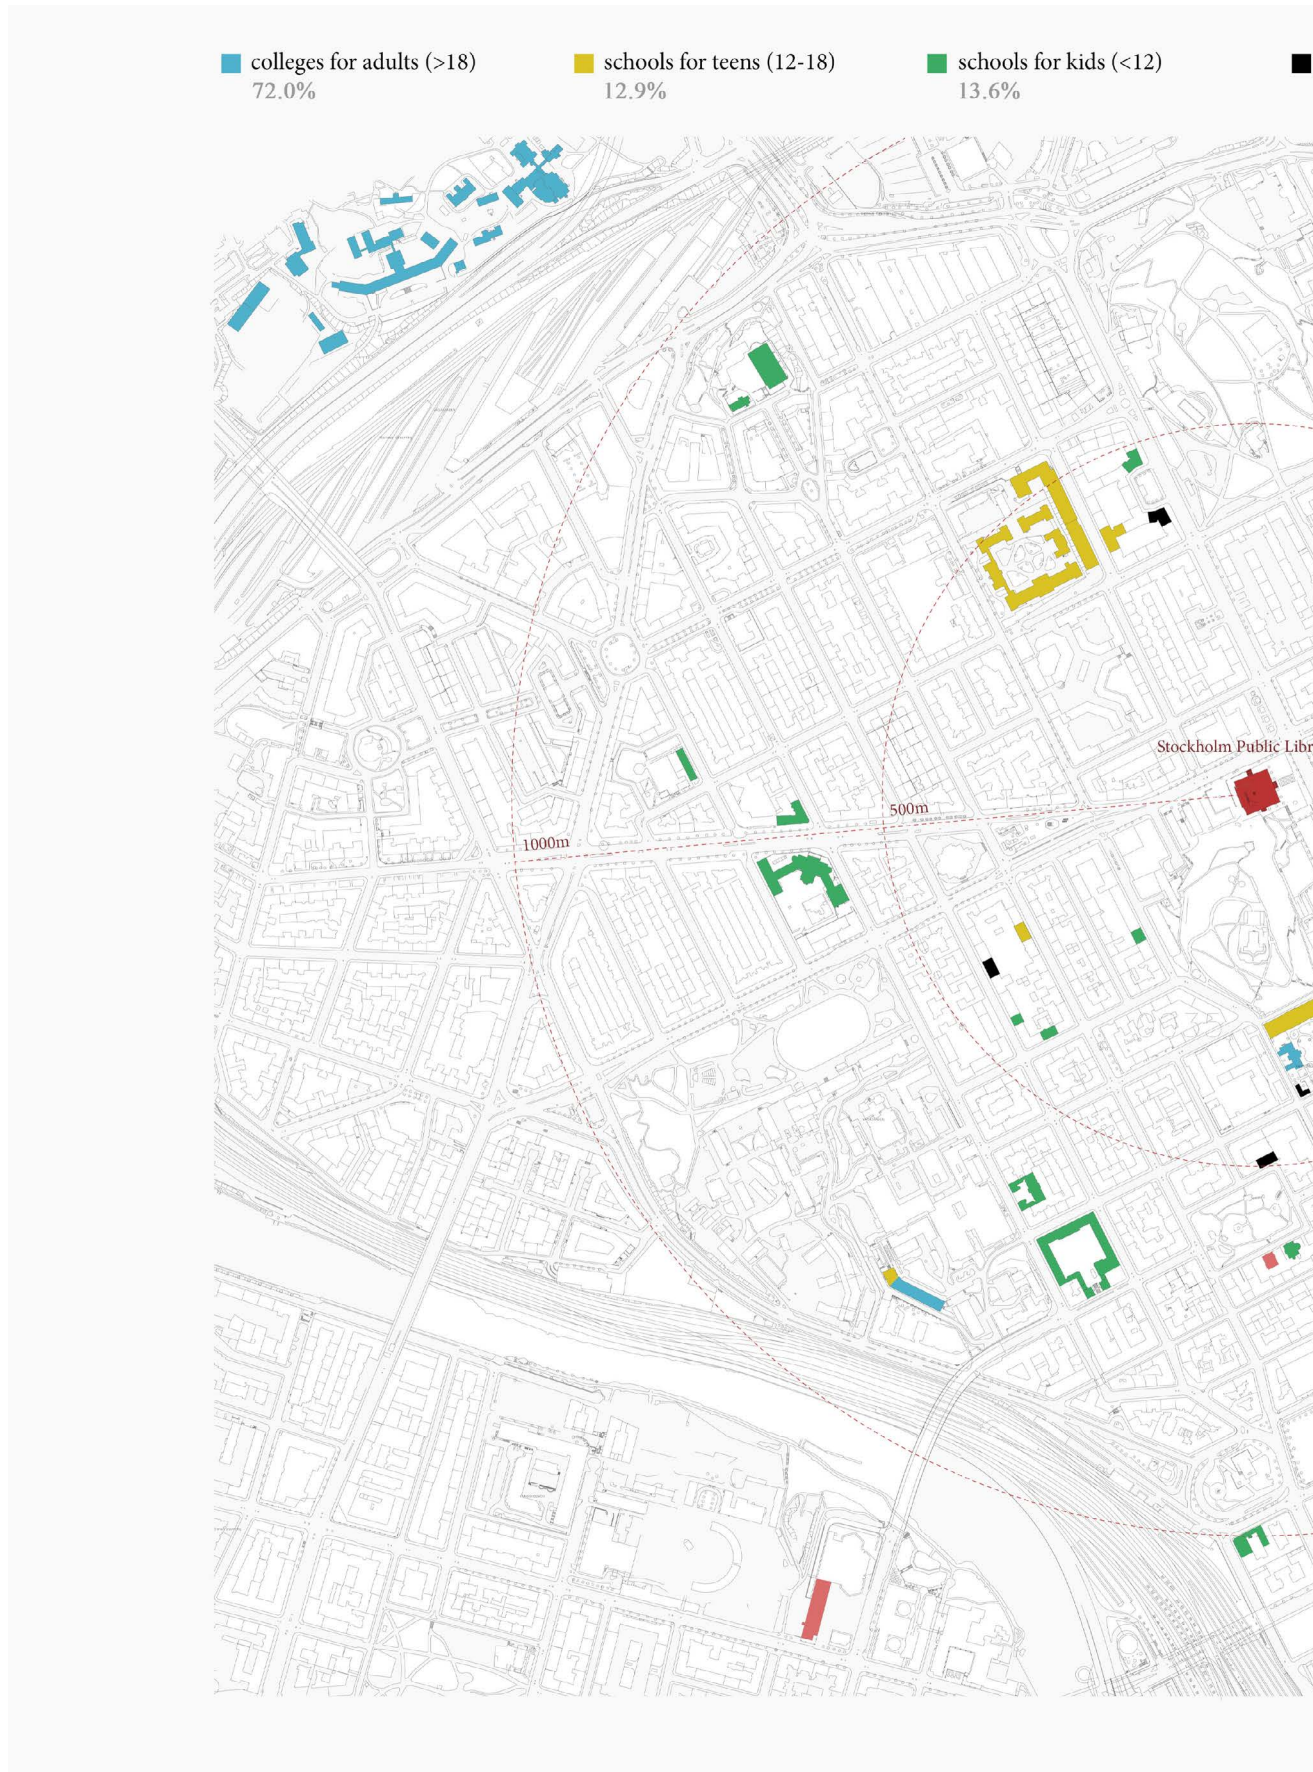 colleges for adults (>18)
72.0%
schools for teens (12-18)
12.9%
schools for kids (<12)
13.6%
Stockholm Public Libr
500m
1000m